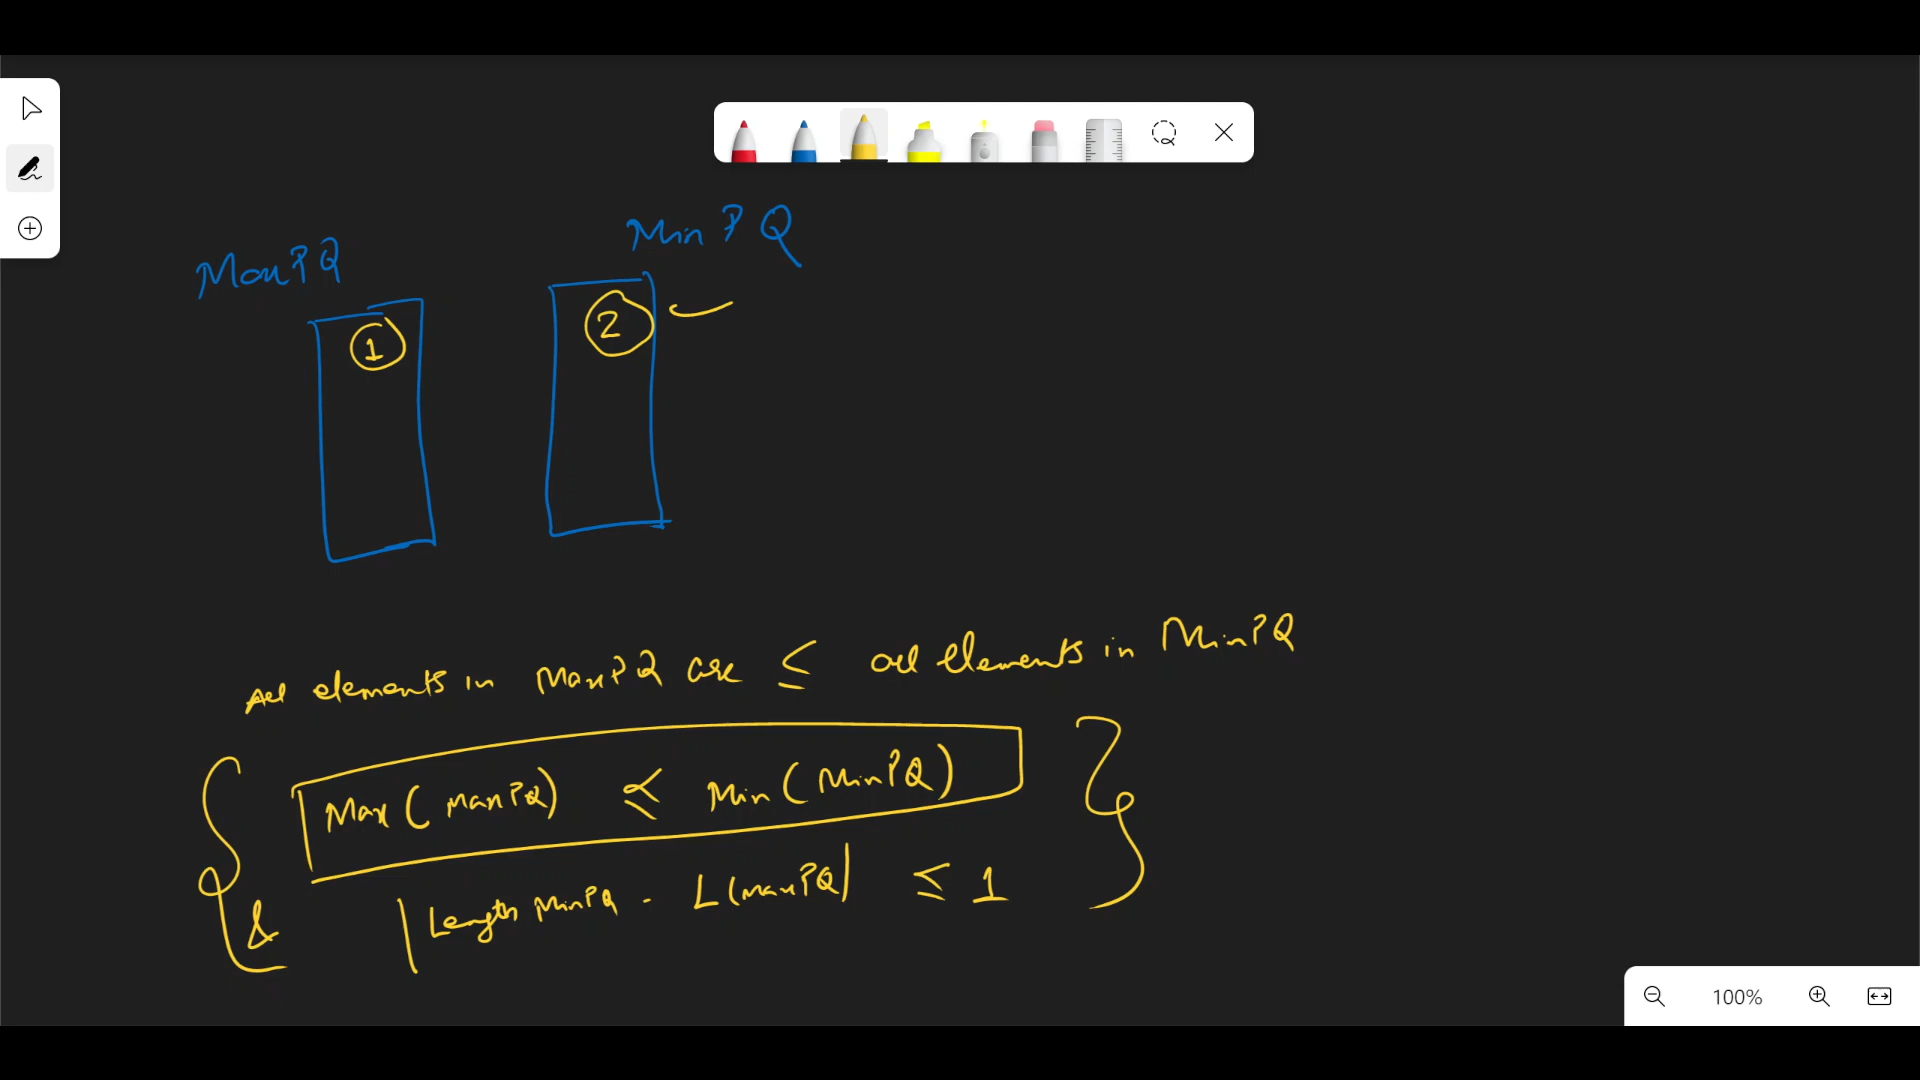 MaxPQ
MinPQ
1
2
All elements in MaxPQ are ≤ all elements in MinPQ
Max(MaxPQ) ≤ Min(MinPQ)
& |Length MinPQ - L(MaxPQ)| ≤ 1
100%